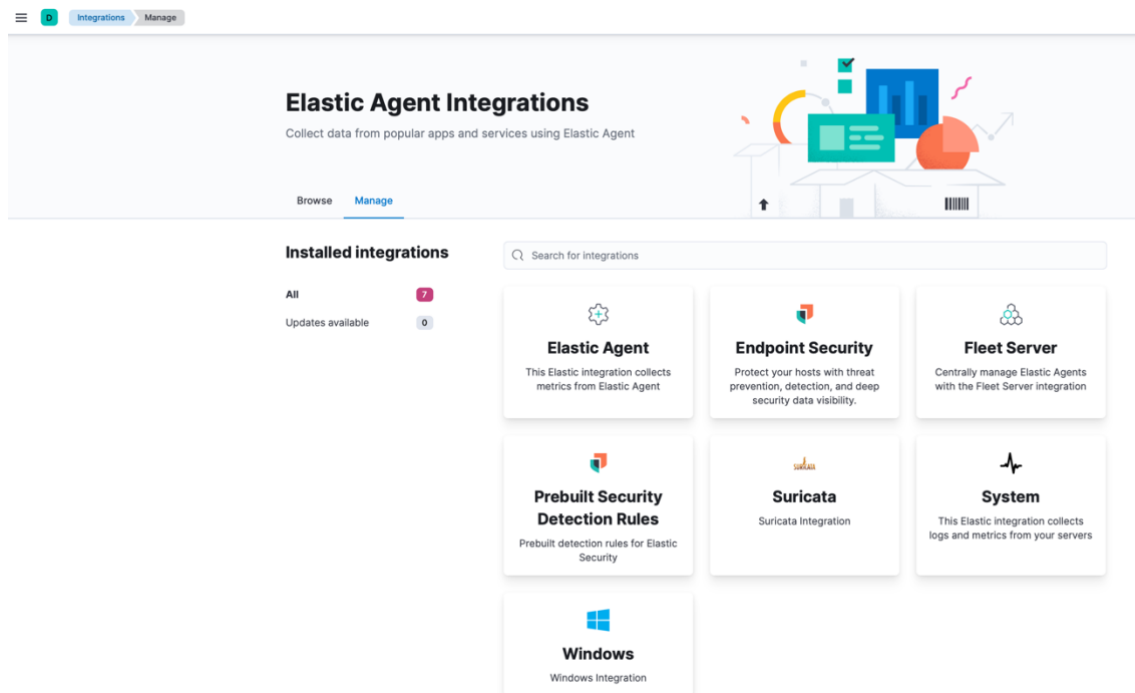 D Integrations Manage
Elastic Agent Integrations
Collect data from popular apps and services using Elastic Agent
Browse Manage
Installed integrations
All 7
Updates available 0
Search for integrations
Elastic Agent
This Elastic integration collects
metrics from Elastic Agent
Endpoint Security
Protect your hosts with threat
prevention, detection, and deep
security data visibility.
Fleet Server
Centrally manage Elastic Agents
with the Fleet Server integration
Prebuilt Security
Detection Rules
Prebuilt detection rules for Elastic
Security
SURICATA
Suricata
Suricata Integration
System
This Elastic integration collects
logs and metrics from your servers
Windows
Windows Integration